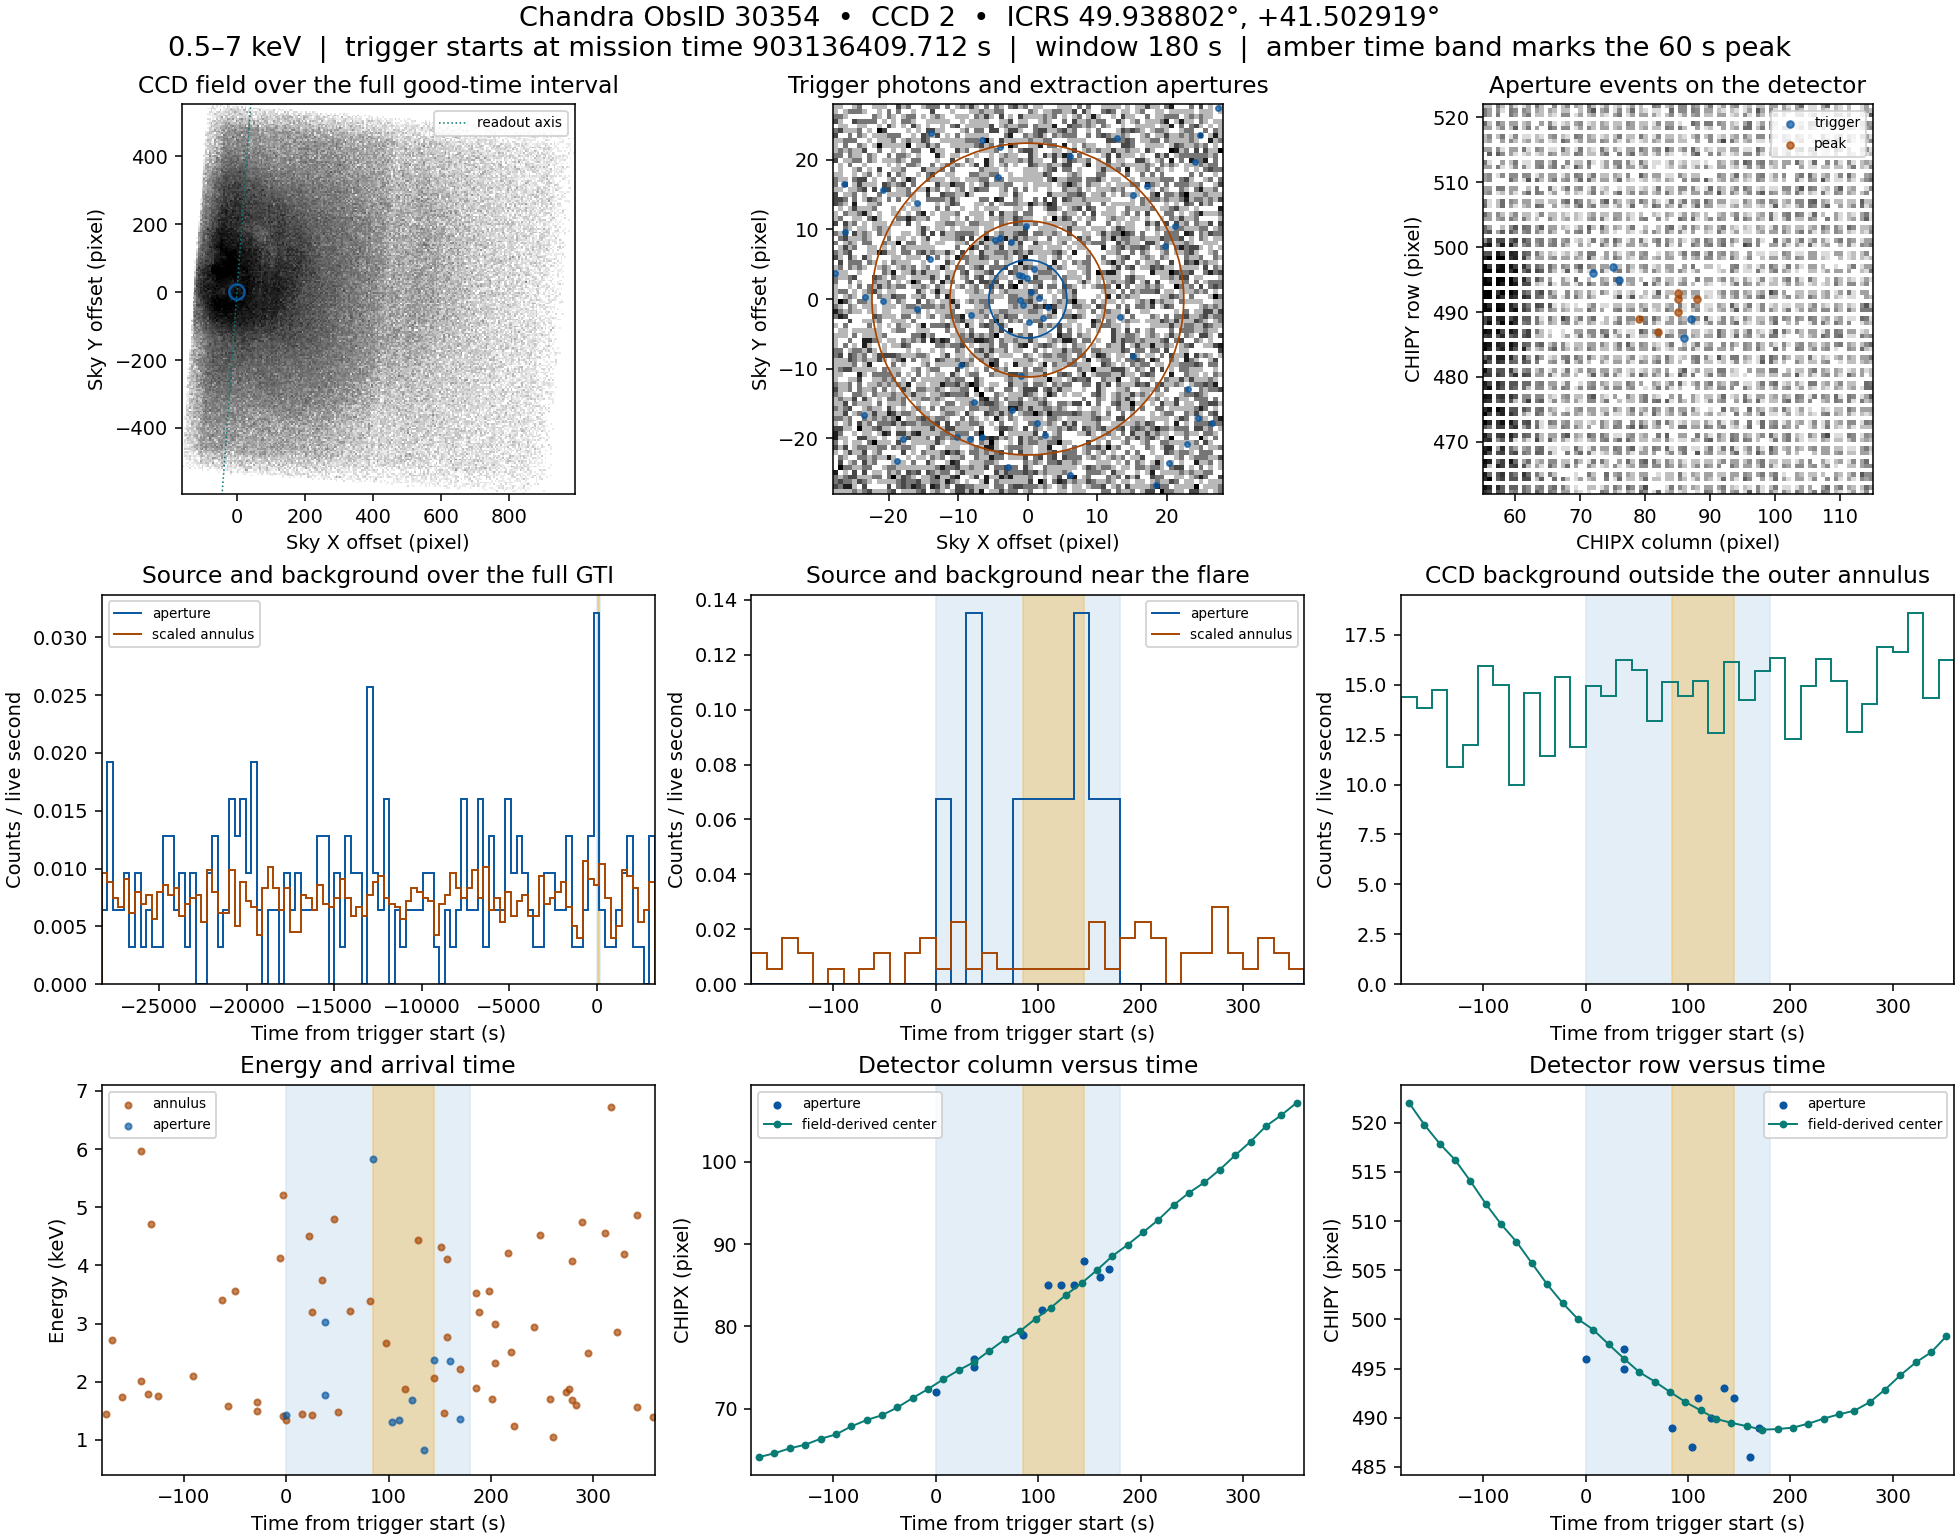 Chandra ObsID 30354 • CCD 2 • ICRS 49.938802°, +41.502919°
0.5–7 keV | trigger starts at mission time 903136409.712 s | window 180 s | amber time band marks the 60 s peak
CCD field over the full good-time interval
readout axis
400
200
0
−200
−400
Sky Y offset (pixel)
0 200 400 600 800
Sky X offset (pixel)
Trigger photons and extraction apertures
20
10
0
−10
−20
Sky Y offset (pixel)
−20 −10 0 10 20
Sky X offset (pixel)
Aperture events on the detector
trigger
peak
520
510
500
490
480
470
CHIPY row (pixel)
60 70 80 90 100 110
CHIPX column (pixel)
Source and background over the full GTI
aperture
scaled annulus
0.030
0.025
0.020
0.015
0.010
0.005
0.000
Counts / live second
−25000 −20000 −15000 −10000 −5000 0
Time from trigger start (s)
Source and background near the flare
aperture
scaled annulus
0.14
0.12
0.10
0.08
0.06
0.04
0.02
0.00
Counts / live second
−100 0 100 200 300
Time from trigger start (s)
CCD background outside the outer annulus
17.5
15.0
12.5
10.0
7.5
5.0
2.5
0.0
Counts / live second
−100 0 100 200 300
Time from trigger start (s)
Energy and arrival time
annulus
aperture
7
6
5
4
3
2
1
Energy (keV)
−100 0 100 200 300
Time from trigger start (s)
Detector column versus time
aperture
field-derived center
100
90
80
70
CHIPX (pixel)
−100 0 100 200 300
Time from trigger start (s)
Detector row versus time
aperture
field-derived center
520
515
510
505
500
495
490
485
CHIPY (pixel)
−100 0 100 200 300
Time from trigger start (s)